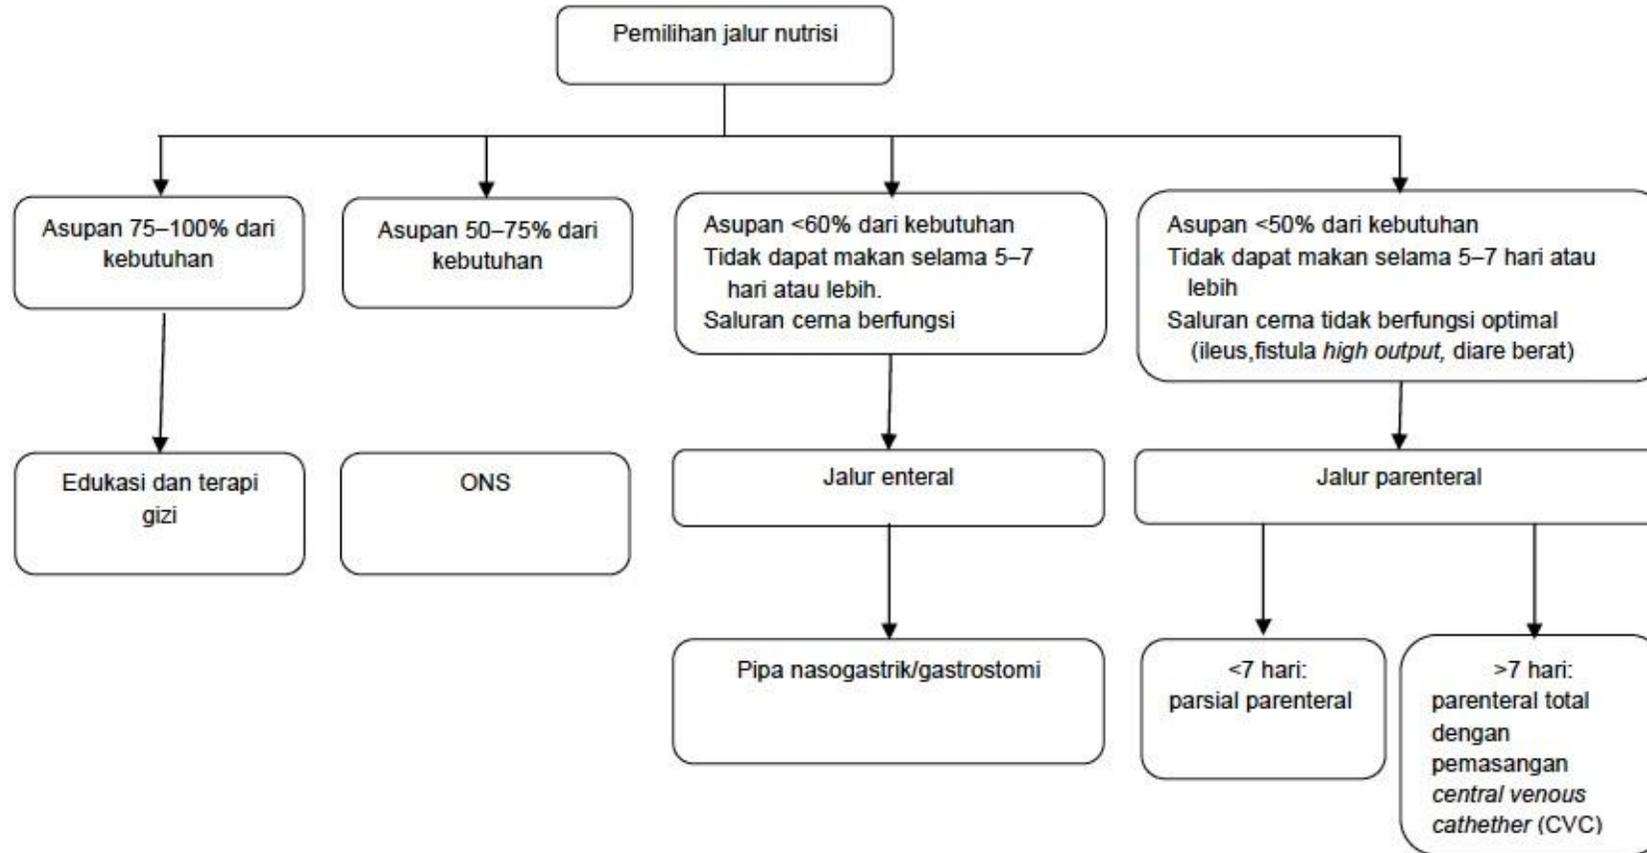 Pemilihan jalur nutrisi
Asupan 75–100% dari
kebutuhan
Asupan 50–75% dari
kebutuhan
Asupan <60% dari kebutuhan
Tidak dapat makan selama 5–7
hari atau lebih.
Saluran cerna berfungsi
Asupan <50% dari kebutuhan
Tidak dapat makan selama 5–7 hari atau
lebih
Saluran cerna tidak berfungsi optimal
(ileus,fistula high output, diare berat)
Edukasi dan terapi
gizi
ONS
Jalur enteral
Jalur parenteral
Pipa nasogastrik/gastrostomi
<7 hari:
parsial parenteral
>7 hari:
parenteral total
dengan
pemasangan
central venous
cathether (CVC)